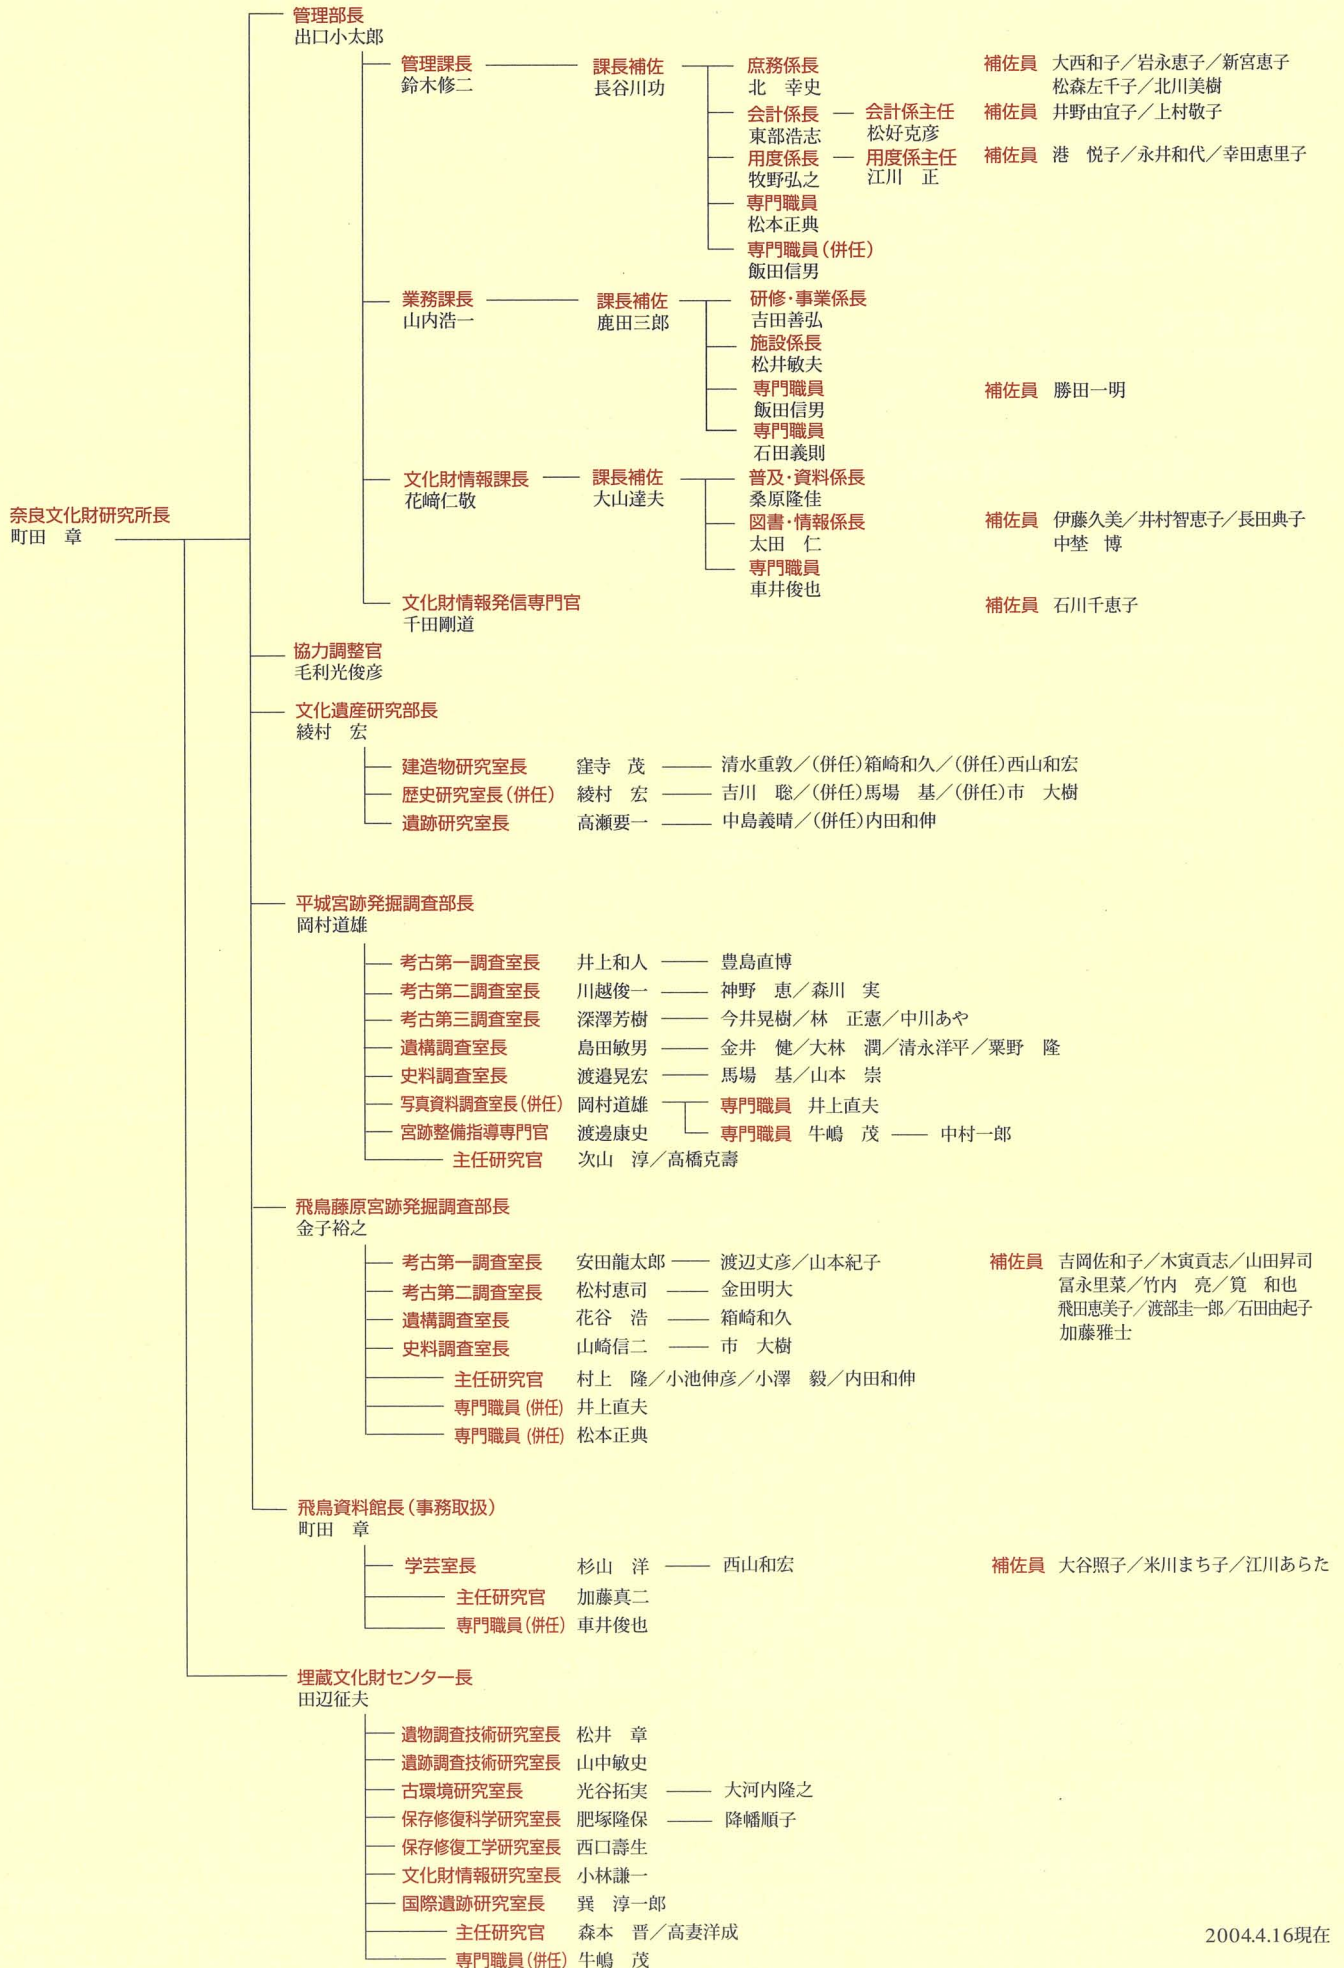 管理部長
出口小太郎
管理課長 課長補佐 庶務係長 補佐員 大西和子／岩永恵子／新宮恵子
鈴木修二 長谷川功 北　幸史 松森左千子／北川美樹
会計係長 会計係主任 補佐員 井野由宜子／上村敬子
東部浩志 松好克彦
用度係長 用度係主任 補佐員 港　悦子／永井和代／幸田恵里子
牧野弘之 江川　正
専門職員
松本正典
専門職員(併任)
飯田信男
業務課長 課長補佐 研修・事業係長
山内浩一 鹿田三郎 吉田善弘
施設係長
松井敏夫
専門職員 補佐員 勝田一明
飯田信男
専門職員
石田義則
文化財情報課長 課長補佐 普及・資料係長
花﨑仁敬 大山達夫 桑原隆佳
奈良文化財研究所長 図書・情報係長 補佐員 伊藤久美／井村智恵子／長田典子
町田　章 太田　仁 中埜　博
専門職員
車井俊也
文化財情報発信専門官 補佐員 石川千恵子
千田剛道
協力調整官
毛利光俊彦
文化遺産研究部長
綾村　宏
建造物研究室長 窪寺　茂 清水重敦／(併任)箱崎和久／(併任)西山和宏
歴史研究室長(併任) 綾村　宏 吉川　聡／(併任)馬場　基／(併任)市　大樹
遺跡研究室長 高瀬要一 中島義晴／(併任)内田和伸
平城宮跡発掘調査部長
岡村道雄
考古第一調査室長 井上和人 豊島直博
考古第二調査室長 川越俊一 神野　恵／森川　実
考古第三調査室長 深澤芳樹 今井晃樹／林　正憲／中川あや
遺構調査室長 島田敏男 金井　健／大林　潤／清永洋平／粟野　隆
史料調査室長 渡邉晃宏 馬場　基／山本　崇
写真資料調査室長(併任) 岡村道雄 専門職員 井上直夫
宮跡整備指導専門官 渡邊康史 専門職員 牛嶋　茂 中村一郎
主任研究官 次山　淳／高橋克壽
飛鳥藤原宮跡発掘調査部長
金子裕之
考古第一調査室長 安田龍太郎 渡辺丈彦／山本紀子 補佐員 吉岡佐和子／木寅貢志／山田昇司
考古第二調査室長 松村恵司 金田明大 冨永里菜／竹内　亮／筧　和也
遺構調査室長 花谷　浩 箱崎和久 飛田恵美子／渡部圭一郎／石田由起子
史料調査室長 山崎信二 市　大樹 加藤雅士
主任研究官 村上　隆／小池伸彦／小澤　毅／内田和伸
専門職員(併任) 井上直夫
専門職員(併任) 松本正典
飛鳥資料館長(事務取扱)
町田　章
学芸室長 杉山　洋 西山和宏 補佐員 大谷照子／米川まち子／江川あらた
主任研究官 加藤真二
専門職員(併任) 車井俊也
埋蔵文化財センター長
田辺征夫
遺物調査技術研究室長 松井　章
遺跡調査技術研究室長 山中敏史
古環境研究室長 光谷拓実 大河内隆之
保存修復科学研究室長 肥塚隆保 降幡順子
保存修復工学研究室長 西口壽生
文化財情報研究室長 小林謙一
国際遺跡研究室長 巽　淳一郎
主任研究官 森本　晋／高妻洋成
専門職員(併任) 牛嶋　茂
2004.4.16現在